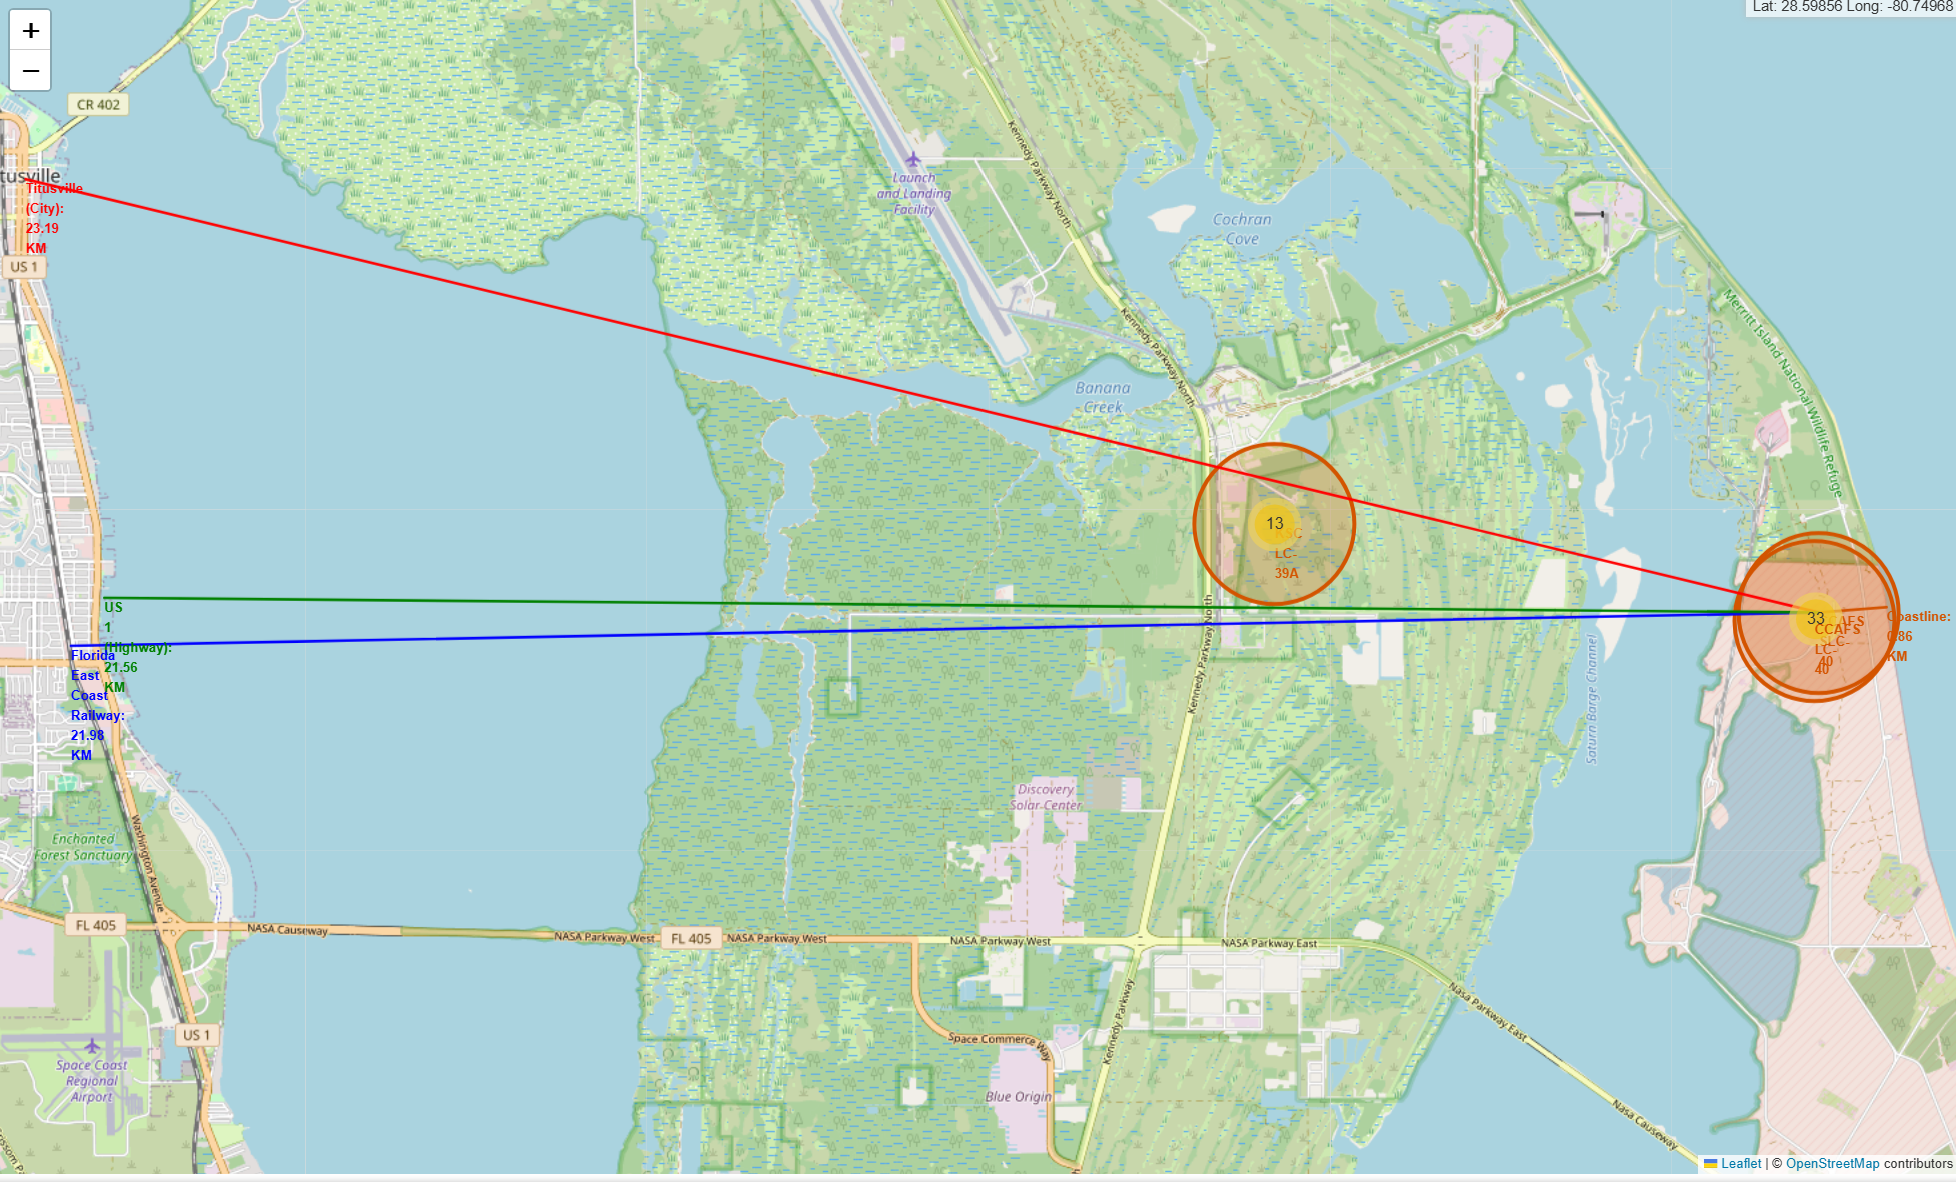 +
−
Lat: 28.59856 Long: -80.74968
CR 402
tusville
Titusville
(City):
23.19
KM
US 1
Launch
and Landing
Facility
Kennedy Parkway North
Cochran
Cove
Kennedy Parkway North
Merritt Island National Wildlife Refuge
Banana
Creek
13
KSC
LC-
39A
US
1
(Highway):
21.56
KM
Florida
East
Coast
Railway:
21.98
KM
33
CCAFS
LC-
40
40
Coastline:
0.86
KM
Kennedy Parkway North
Saturn Barge Channel
Discovery
Solar Center
Enchanted
Forest Sanctuary
Washington Avenue
FL 405
NASA Causeway
NASA Parkway West
FL 405
NASA Parkway West
NASA Parkway West
NASA Parkway East
Nasa Parkway East
Kennedy Parkway
Space Commerce Way
US 1
Space Coast
Regional
Airport
Blue Origin
Nasa Causeway
Leaflet | © OpenStreetMap contributors